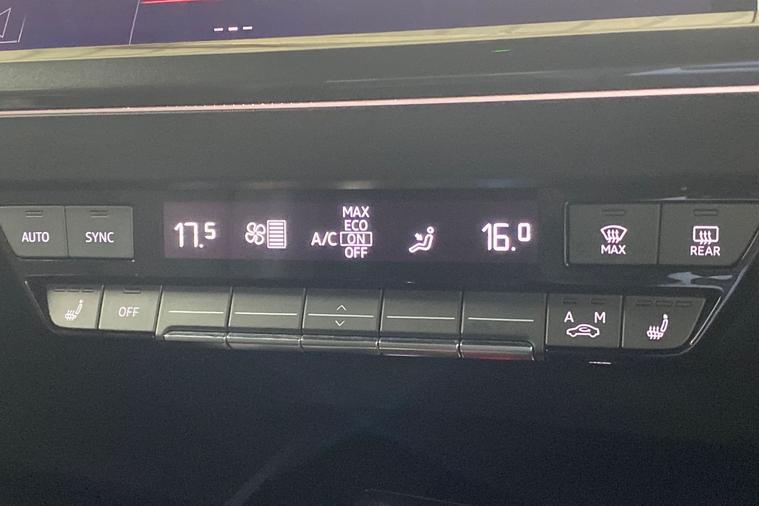 AUTO
SYNC
17.5
A/C
MAX
ECO
ON
OFF
16.0
MAX
REAR
OFF
A M